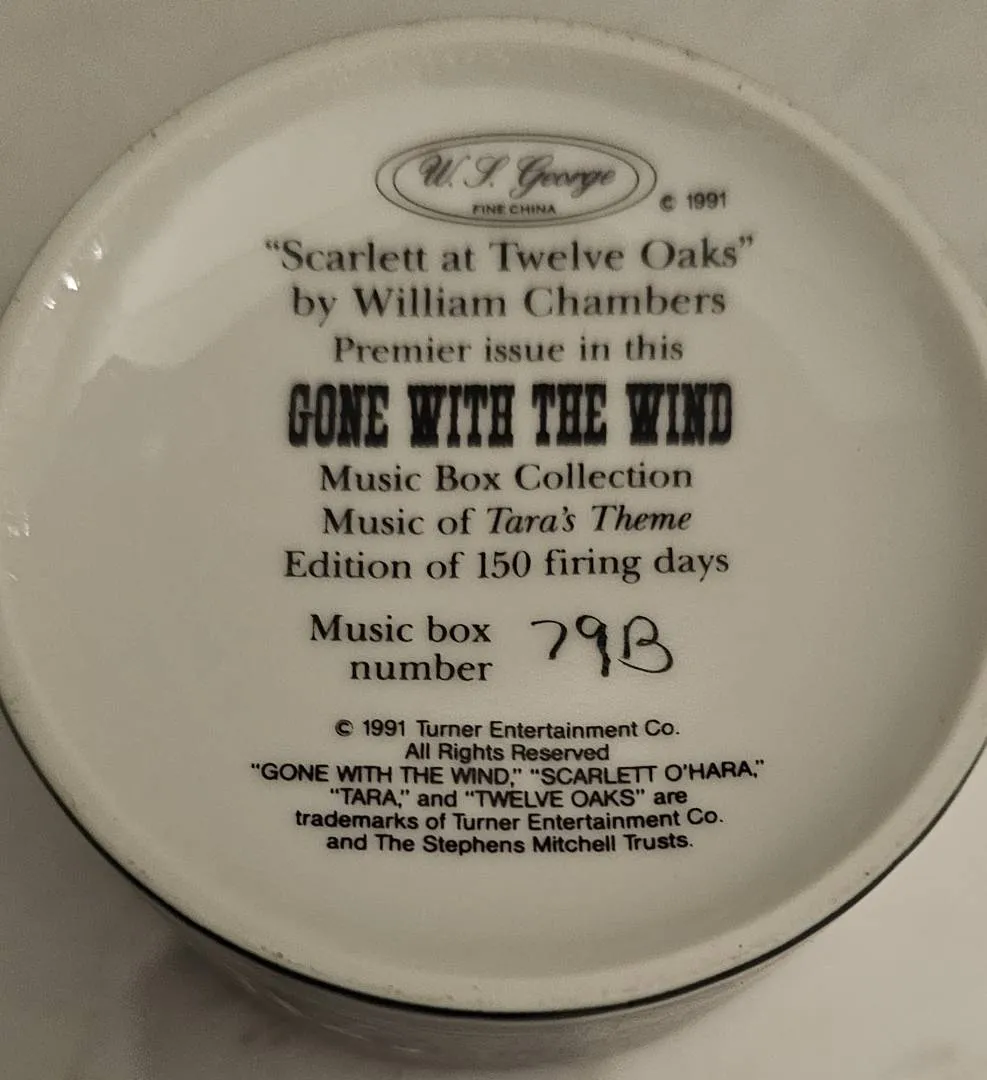 W. S. George
FINE CHINA
© 1991
“Scarlett at Twelve Oaks”
by William Chambers
Premier issue in this
GONE WITH THE WIND
Music Box Collection
Music of Tara's Theme
Edition of 150 firing days
Music box number 79B
© 1991 Turner Entertainment Co.
All Rights Reserved
"GONE WITH THE WIND," "SCARLETT O'HARA,"
"TARA," and "TWELVE OAKS" are
trademarks of Turner Entertainment Co.
and The Stephens Mitchell Trusts.